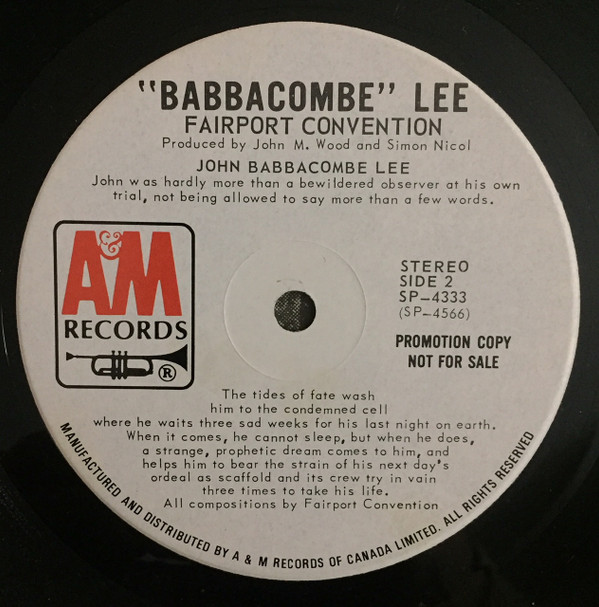 "BABBACOMBE" LEE
FAIRPORT CONVENTION
Produced by John M. Wood and Simon Nicol
JOHN BABBACOMBE LEE
John was hardly more than a bewildered observer at his own
trial, not being allowed to say more than a few words.
A&M
RECORDS
®
STEREO
SIDE 2
SP-4333
(SP-4566)
PROMOTION COPY
NOT FOR SALE
The tides of fate wash
him to the condemned cell
where he waits three sad weeks for his last night on earth.
When it comes, he cannot sleep, but when he does,
a strange, prophetic dream comes to him, and
helps him to bear the strain of his next day's
ordeal as scaffold and its crew try in vain
three times to take his life.
All compositions by Fairport Convention
MANUFACTURED AND DISTRIBUTED BY A & M RECORDS OF CANADA LIMITED. ALL RIGHTS RESERVED